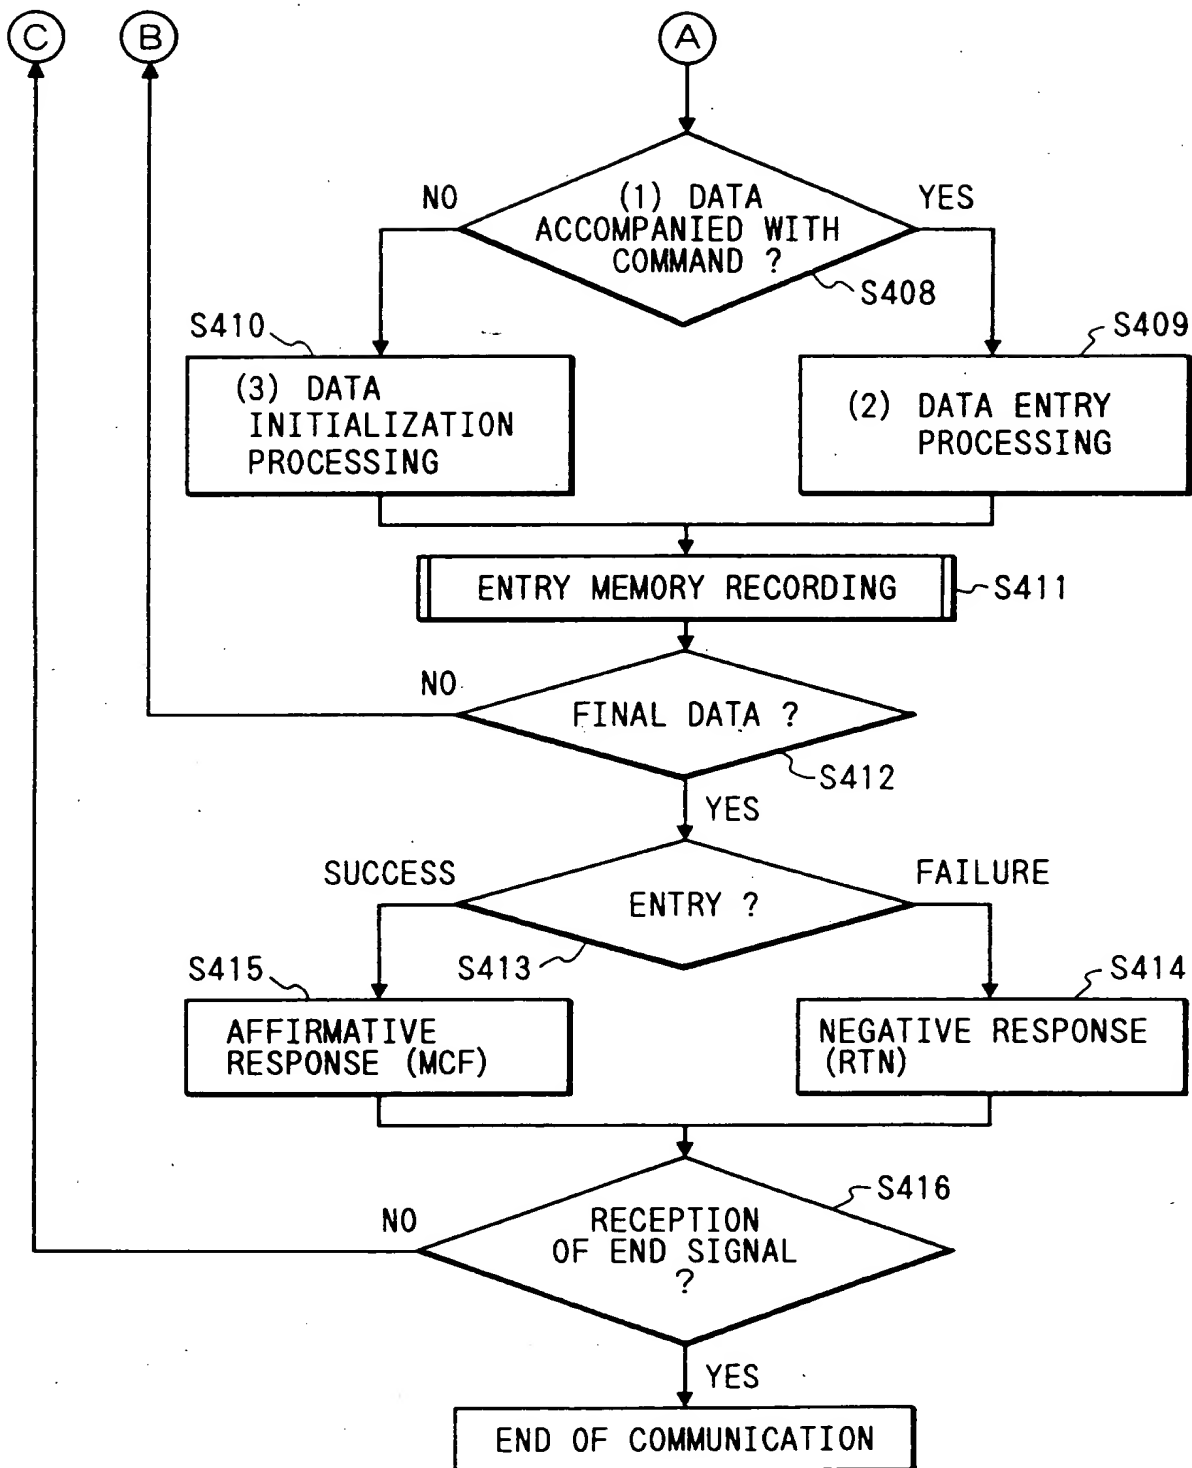 C
B
A
NO
YES
(1) DATA
ACCOMPANIED WITH
COMMAND ?
S408
S410
S409
(3) DATA
INITIALIZATION
PROCESSING
(2) DATA ENTRY
PROCESSING
ENTRY MEMORY RECORDING
S411
NO
FINAL DATA ?
S412
YES
SUCCESS
FAILURE
ENTRY ?
S413
S415
S414
AFFIRMATIVE
RESPONSE (MCF)
NEGATIVE RESPONSE
(RTN)
S416
NO
RECEPTION
OF END SIGNAL
?
YES
END OF COMMUNICATION